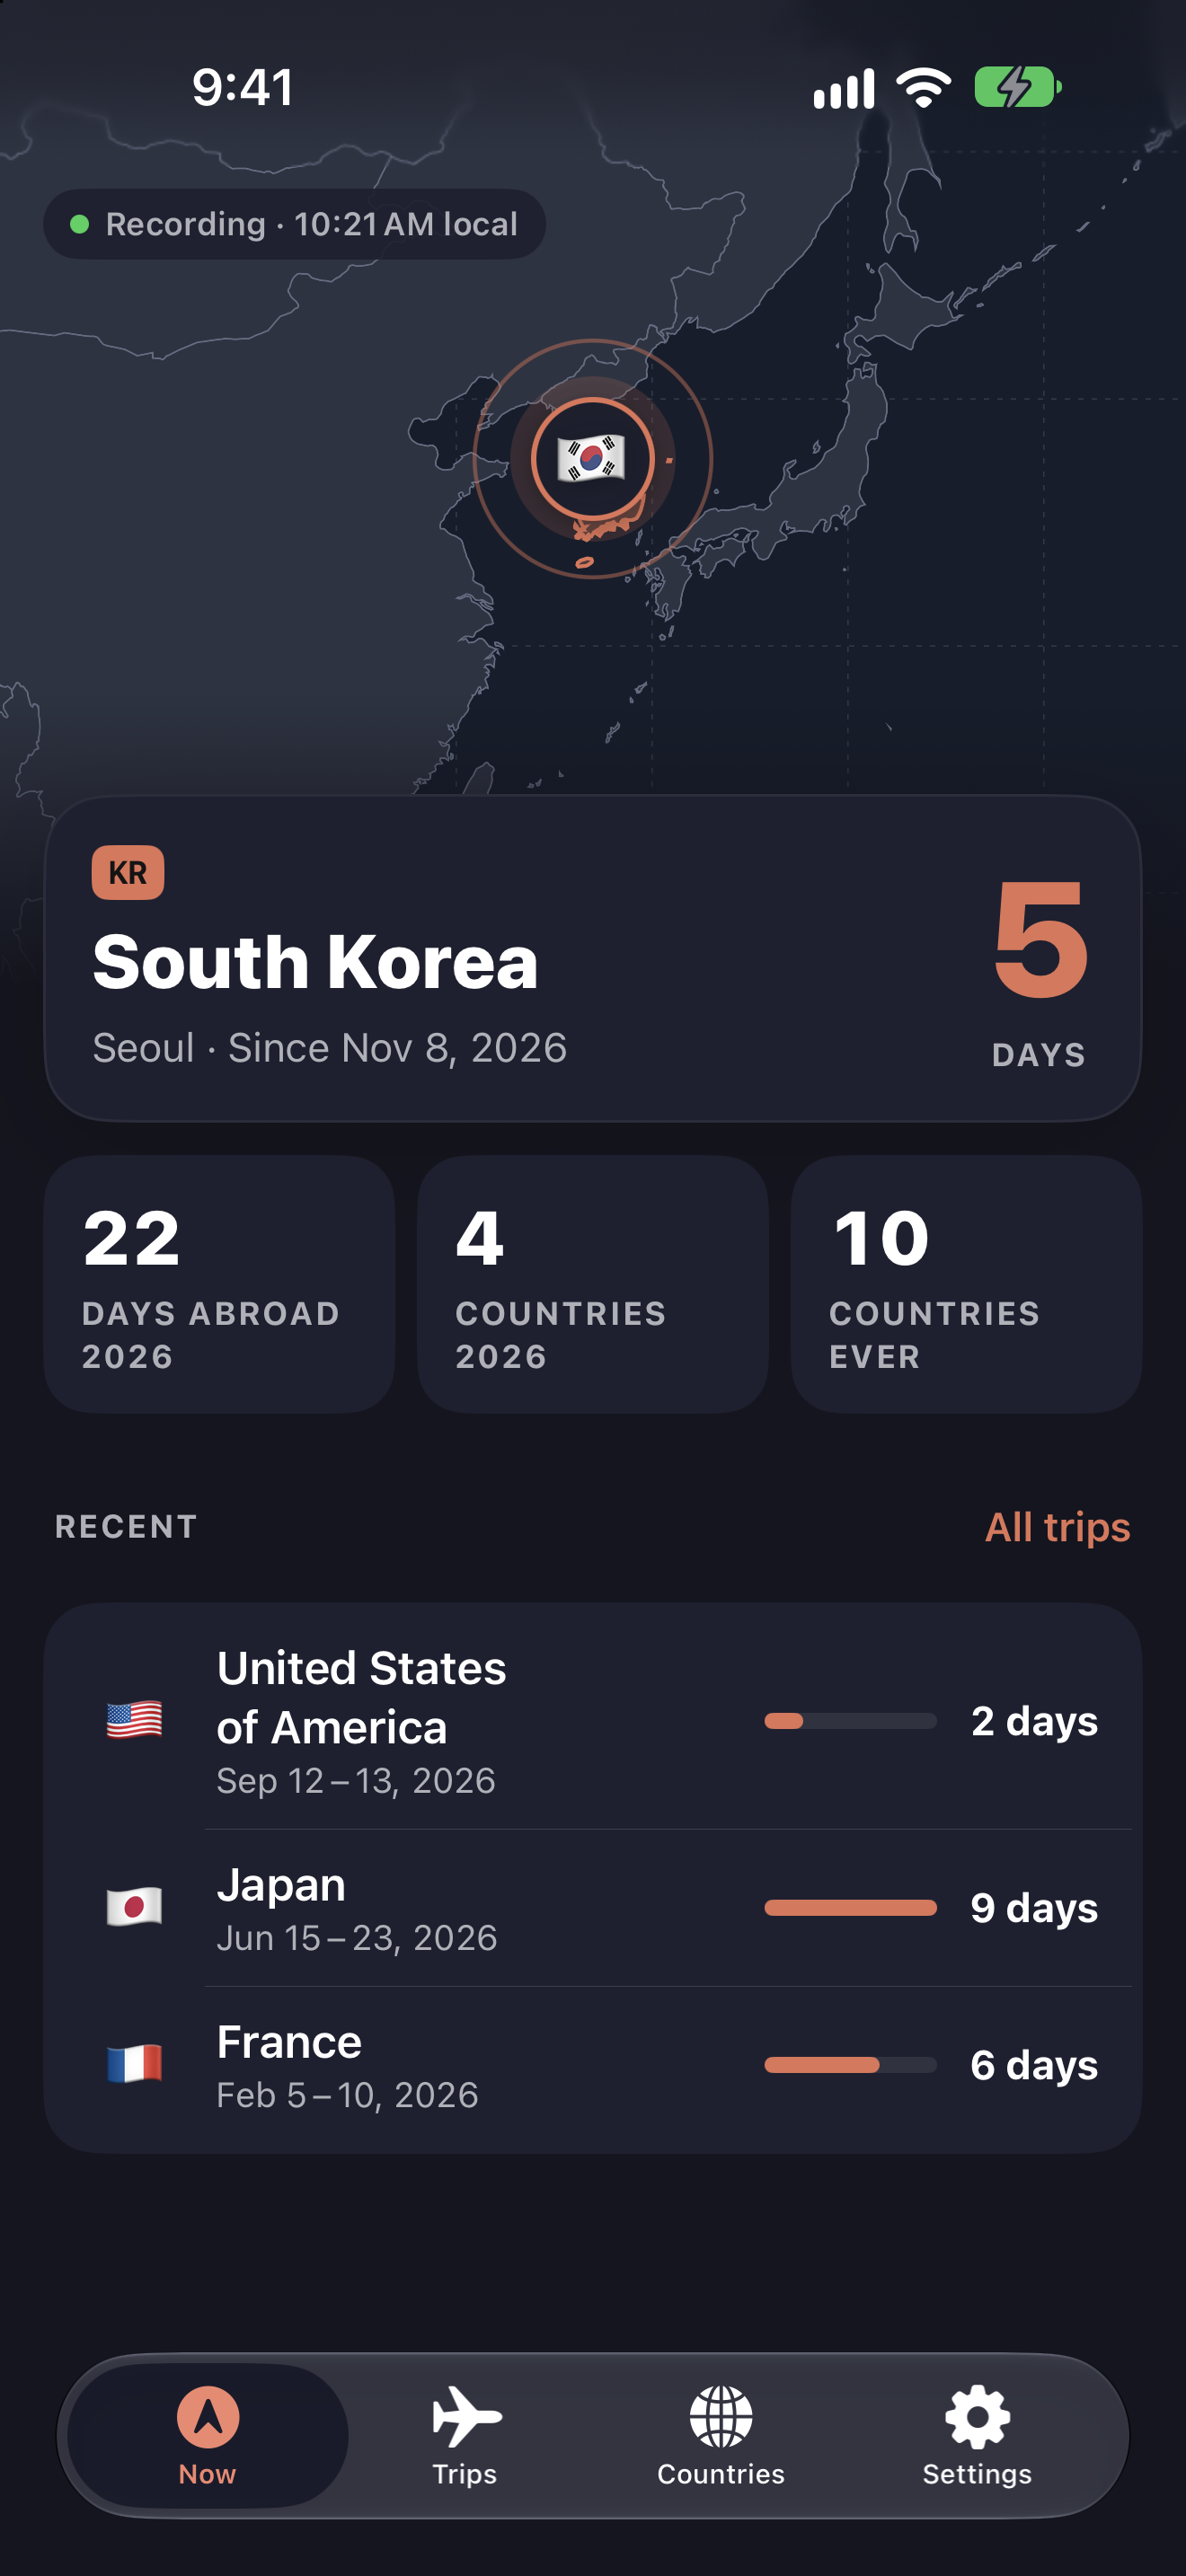 9:41
Recording · 10:21 AM local
KR
South Korea
Seoul · Since Nov 8, 2026
5
DAYS
22
DAYS ABROAD
2026
4
COUNTRIES
2026
10
COUNTRIES
EVER
RECENT
All trips
United States
of America
Sep 12 – 13, 2026
2 days
Japan
Jun 15 – 23, 2026
9 days
France
Feb 5 – 10, 2026
6 days
Now
Trips
Countries
Settings